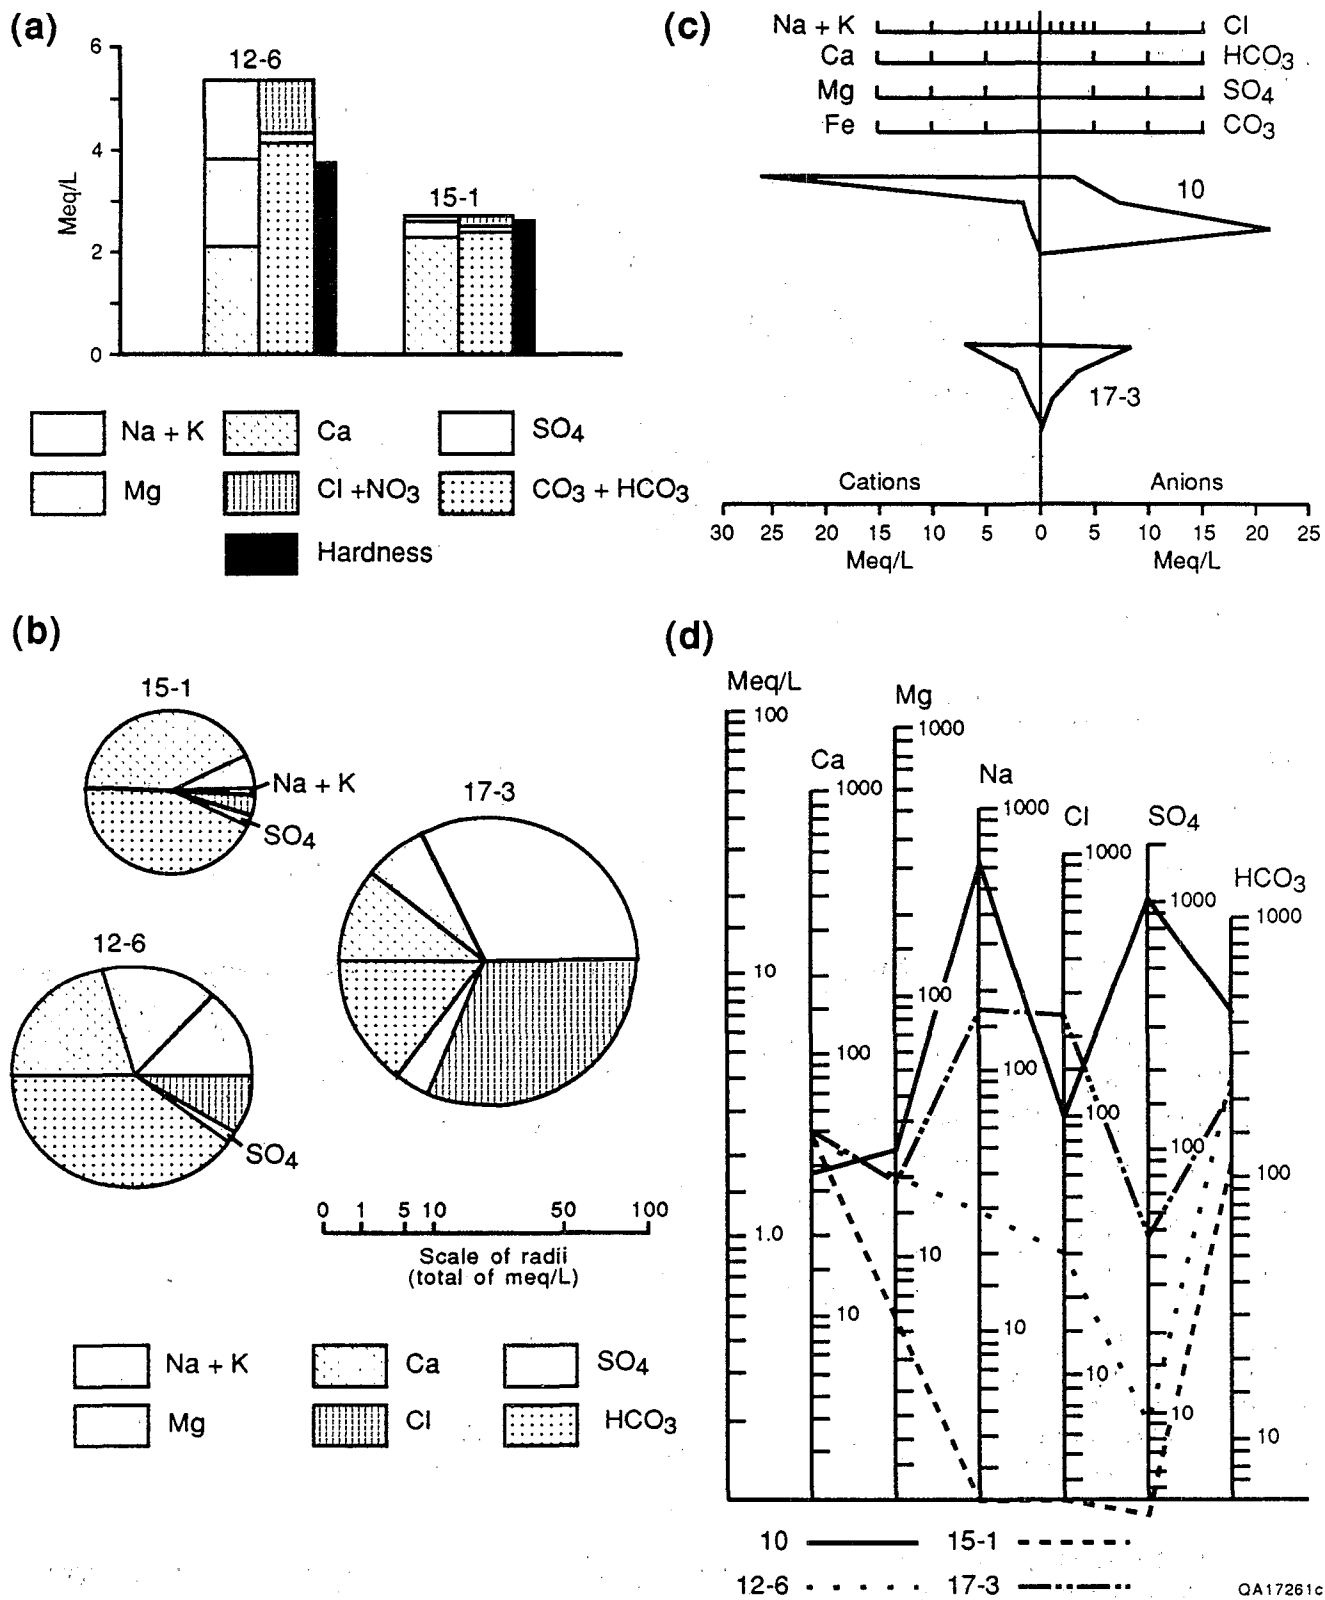 (a)
6
4
2
0
Meq/L
12-6
15-1
Na + K
Ca
SO4
Mg
Cl +NO3
CO3 + HCO3
Hardness
(c)
Na + K
Cl
Ca
HCO3
Mg
SO4
Fe
CO3
10
17-3
Cations
Anions
30 25 20 15 10 5 0 5 10 15 20 25
Meq/L
Meq/L
(b)
15-1
Na + K
SO4
17-3
12-6
SO4
0 1 5 10 50 100
Scale of radii
(total of meq/L)
Na + K
Ca
SO4
Mg
Cl
HCO3
(d)
Meq/L
100
10
1.0
Ca
1000
100
10
Mg
1000
100
10
Na
1000
100
10
Cl
1000
100
10
SO4
1000
100
10
HCO3
1000
100
10
10
15-1
12-6
17-3
QA17261c